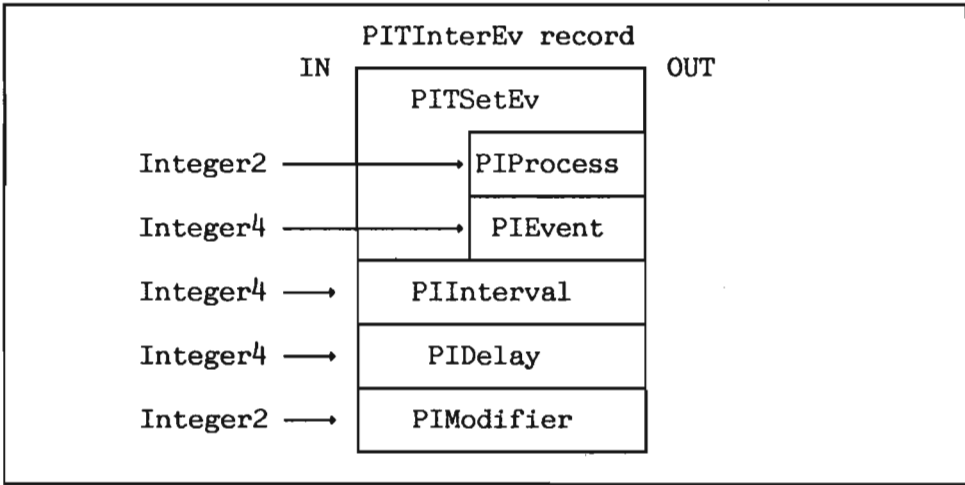 PITInterEv record
IN OUT
PITSetEv
Integer2 PIProcess
Integer4 PIEvent
Integer4 PIInterval
Integer4 PIDelay
Integer2 PIModifier